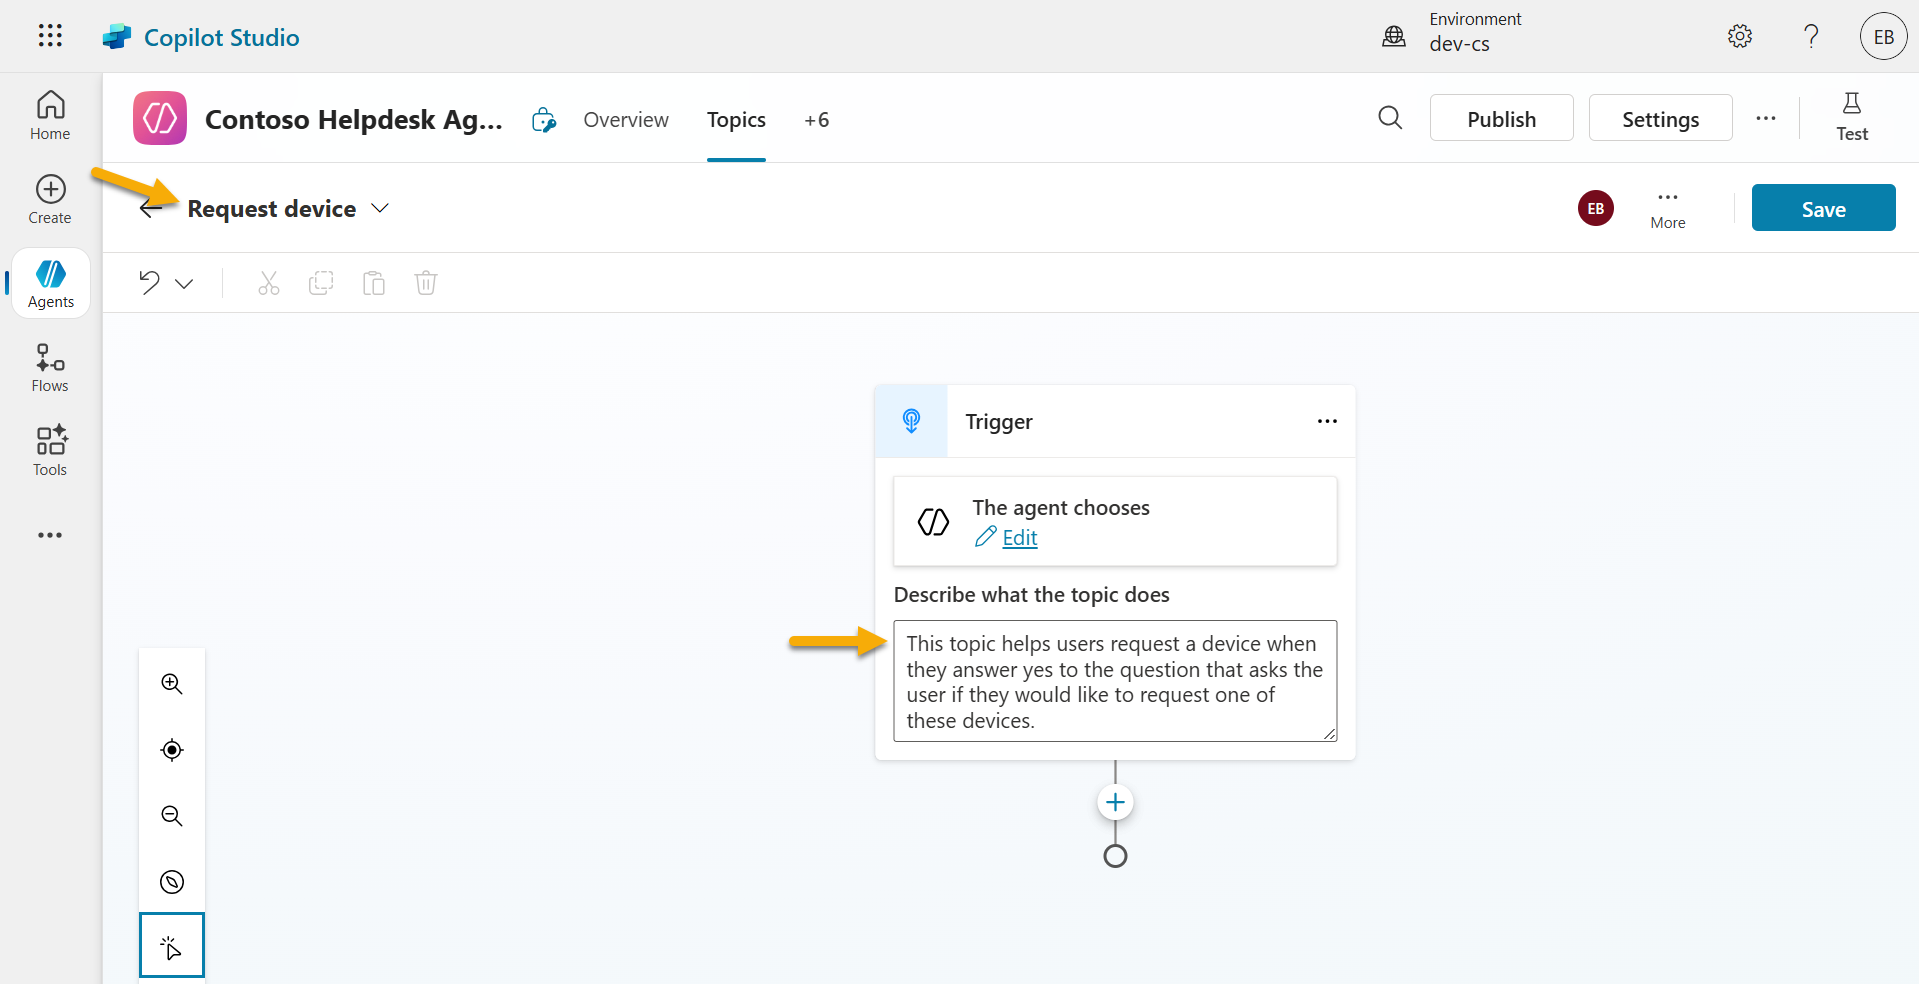 Copilot Studio
Environment
dev-cs
EB
Home
Create
Agents
Flows
Tools
Contoso Helpdesk Ag...
Overview
Topics
+6
Publish
Settings
Test
Request device
EB
More
Save
Trigger
The agent chooses
Edit
Describe what the topic does
This topic helps users request a device when
they answer yes to the question that asks the
user if they would like to request one of
these devices.